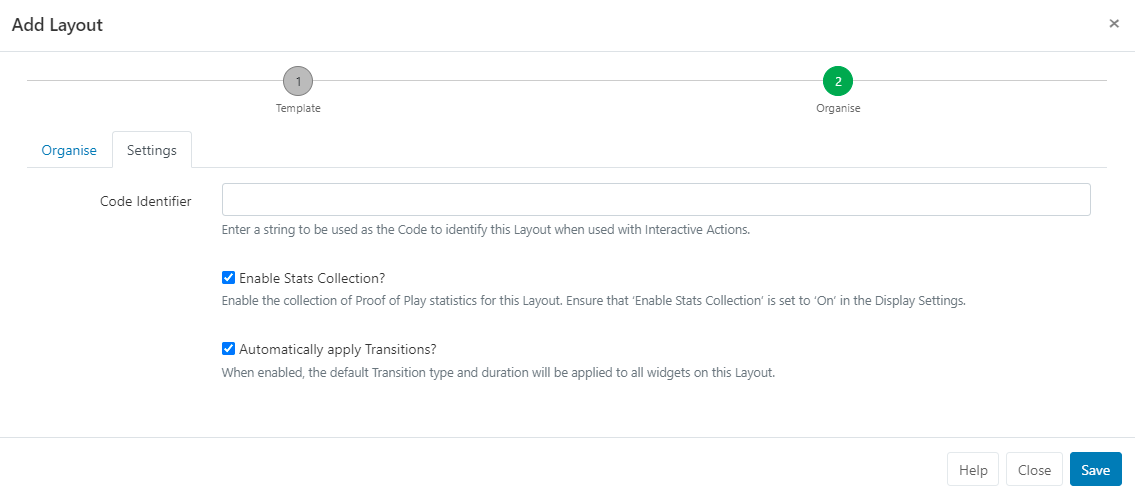 Add Layout
×
1
2
Template
Organise
Organise
Settings
Code Identifier
Enter a string to be used as the Code to identify this Layout when used with Interactive Actions.
Enable Stats Collection?
Enable the collection of Proof of Play statistics for this Layout. Ensure that ‘Enable Stats Collection’ is set to ‘On’ in the Display Settings.
Automatically apply Transitions?
When enabled, the default Transition type and duration will be applied to all widgets on this Layout.
Help
Close
Save